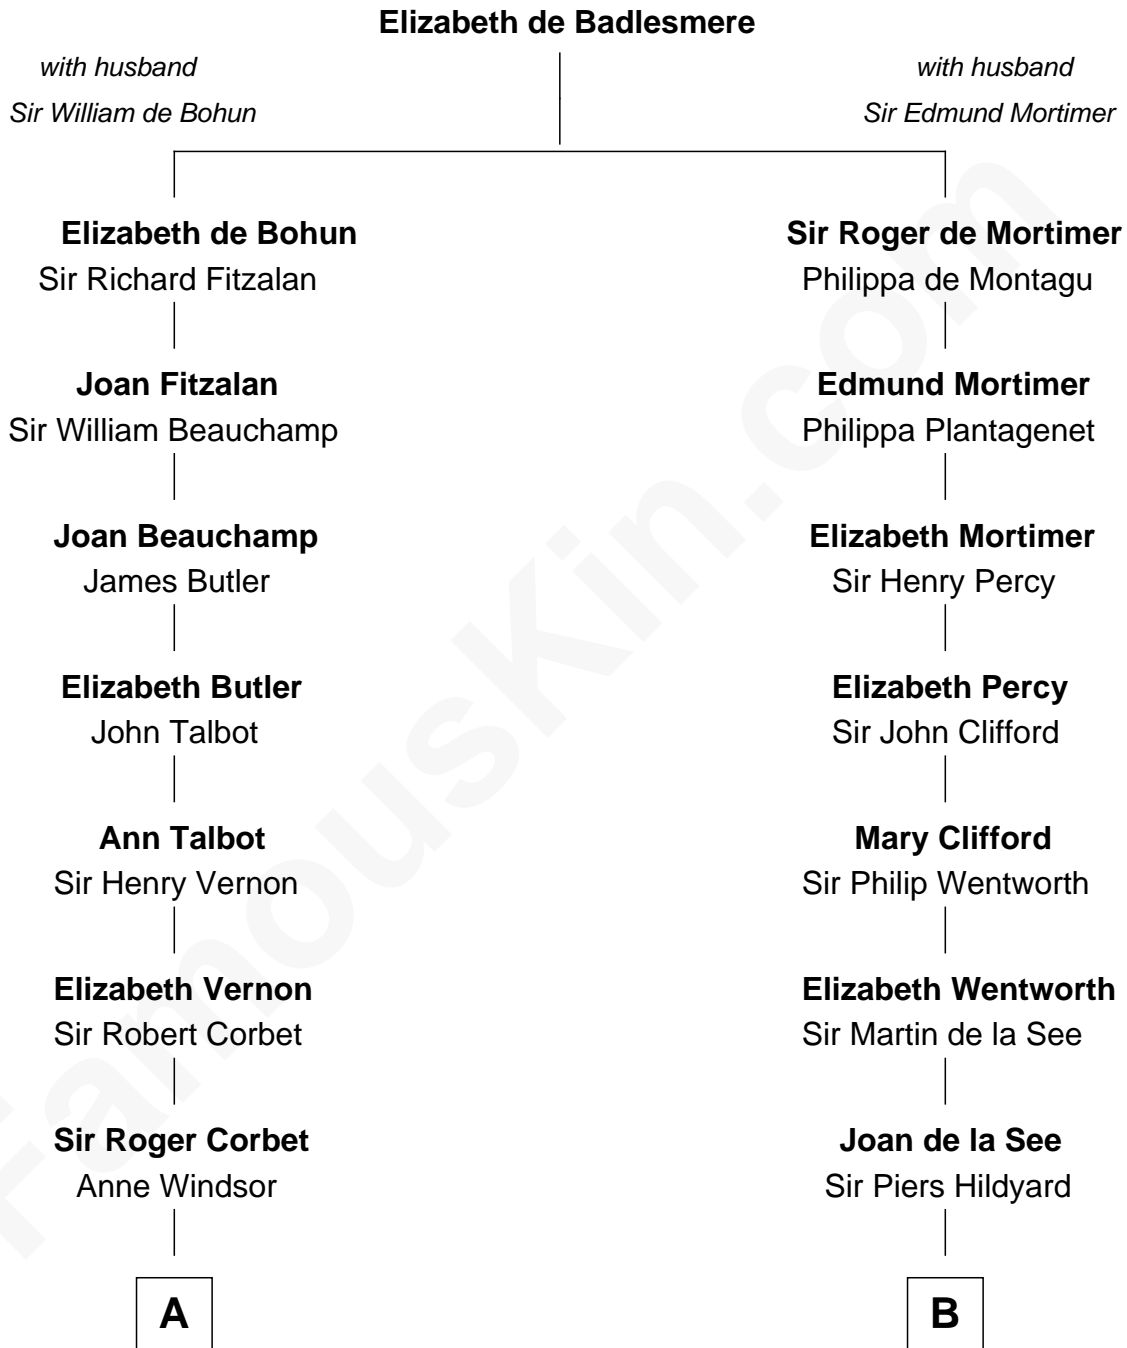 Elizabeth de Badlesmere
with husband
Sir William de Bohun
with husband
Sir Edmund Mortimer
Elizabeth de Bohun
Sir Richard Fitzalan
Sir Roger de Mortimer
Philippa de Montagu
Joan Fitzalan
Sir William Beauchamp
Edmund Mortimer
Philippa Plantagenet
Joan Beauchamp
James Butler
Elizabeth Mortimer
Sir Henry Percy
Elizabeth Butler
John Talbot
Elizabeth Percy
Sir John Clifford
Ann Talbot
Sir Henry Vernon
Mary Clifford
Sir Philip Wentworth
Elizabeth Vernon
Sir Robert Corbet
Elizabeth Wentworth
Sir Martin de la See
Sir Roger Corbet
Anne Windsor
Joan de la See
Sir Piers Hildyard
A
B
FamousKin.com